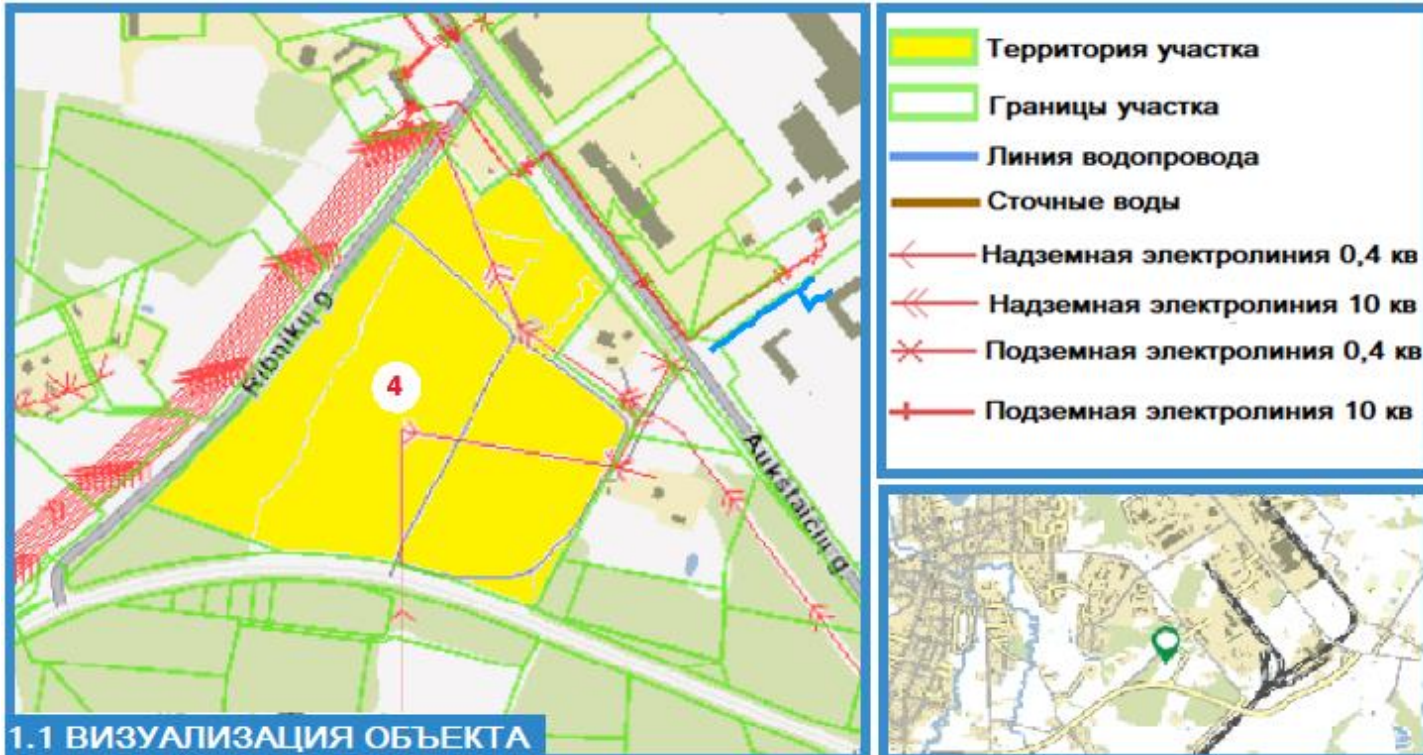 Ribnikų g
4
Aukštaičių g
1.1 ВИЗУАЛИЗАЦИЯ ОБЪЕКТА
Территория участка
Границы участка
Линия водопровода
Сточные воды
Надземная электролиния 0,4 кв
Надземная электролиния 10 кв
Подземная электролиния 0,4 кв
Подземная электролиния 10 кв